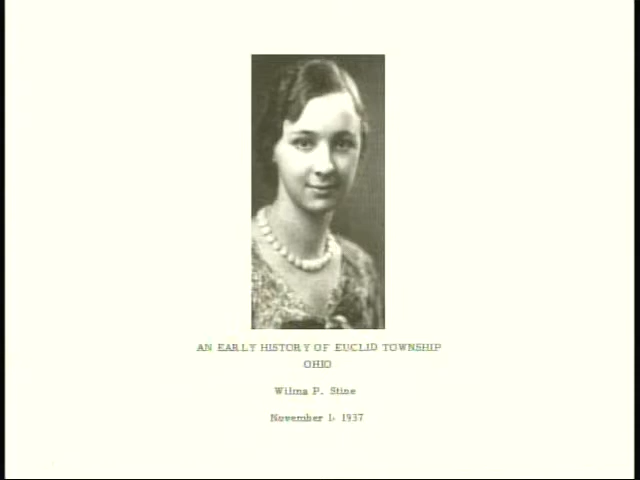 AN EARLY HISTORY OF EUCLID TOWNSHIP
OHIO
Wilma P. Stine
November 1, 1937